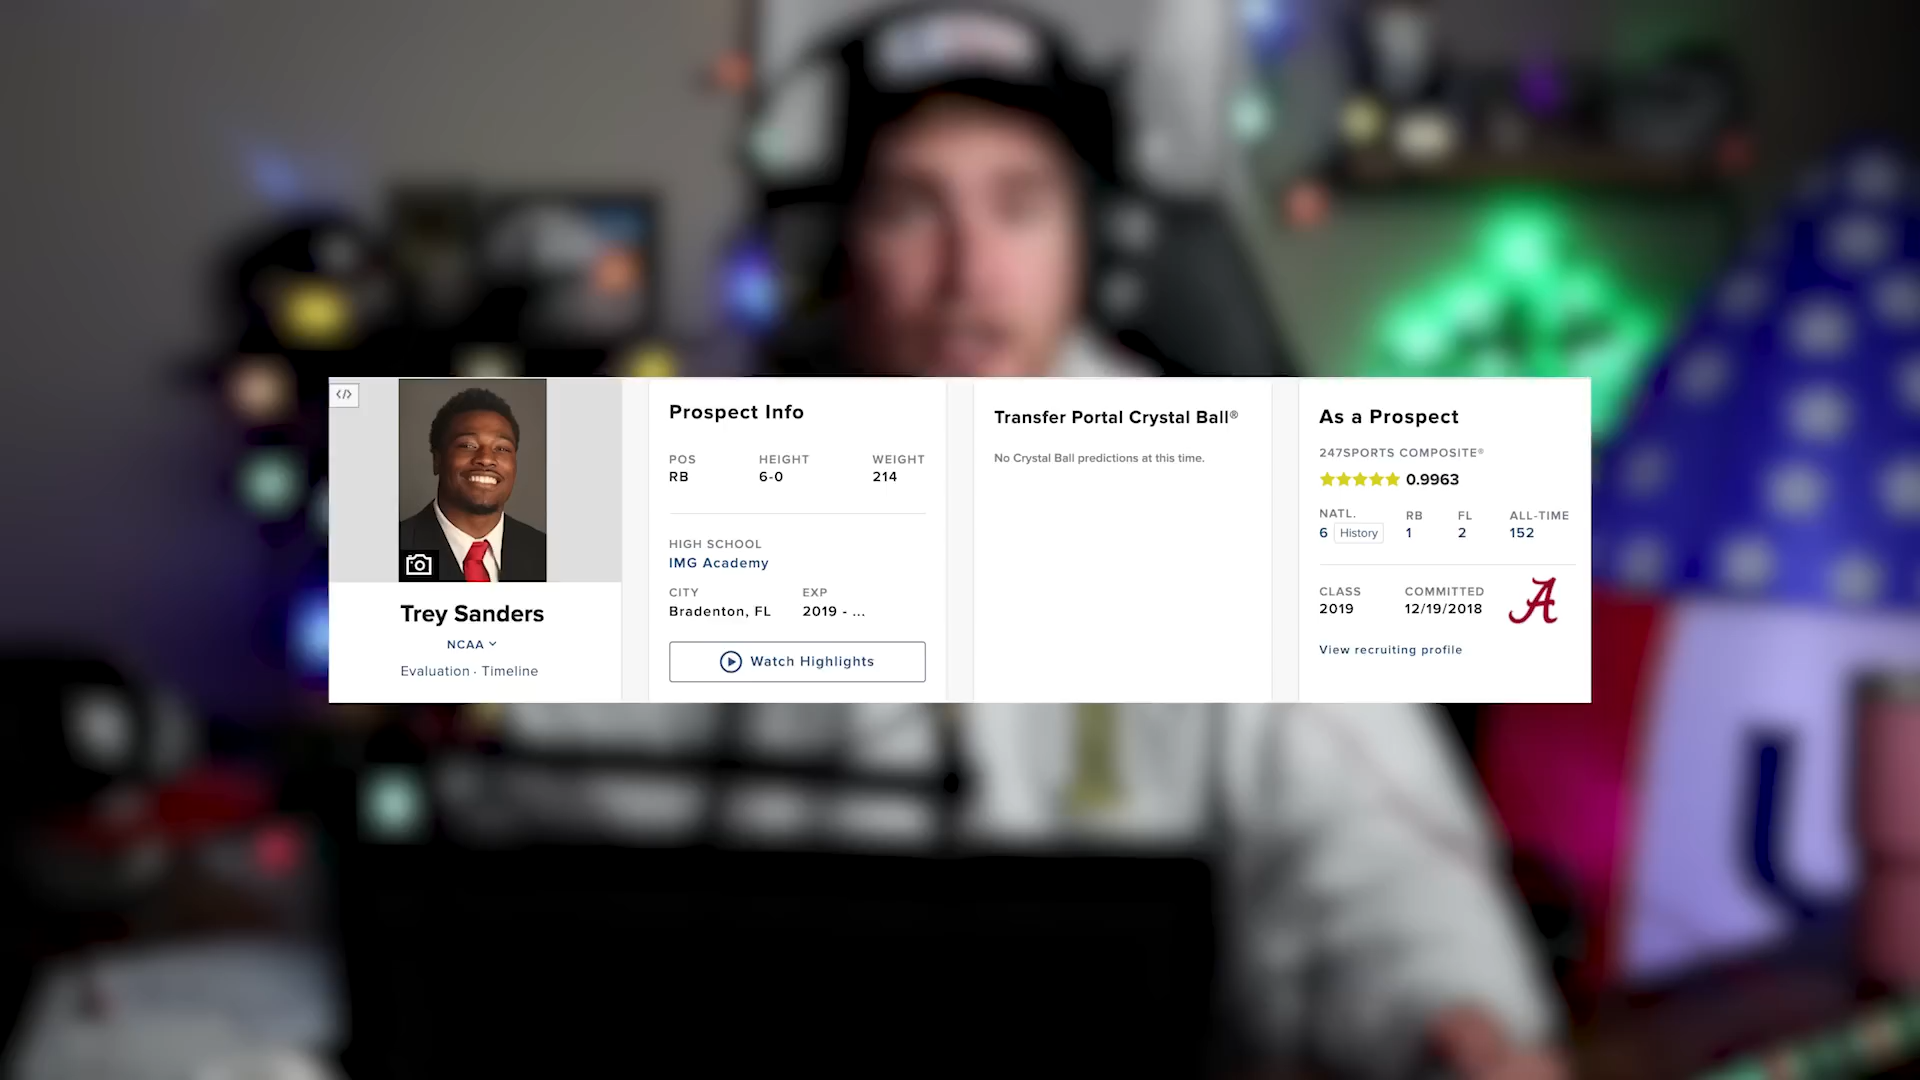 </>
Trey Sanders
NCAA
Evaluation · Timeline
Prospect Info
POS HEIGHT WEIGHT
RB 6-0 214
HIGH SCHOOL
IMG Academy
CITY EXP
Bradenton, FL 2019 - ...
Watch Highlights
Transfer Portal Crystal Ball®
No Crystal Ball predictions at this time.
As a Prospect
247SPORTS COMPOSITE®
0.9963
NATL. RB FL ALL-TIME
6 History 1 2 152
CLASS COMMITTED
2019 12/19/2018
A
View recruiting profile